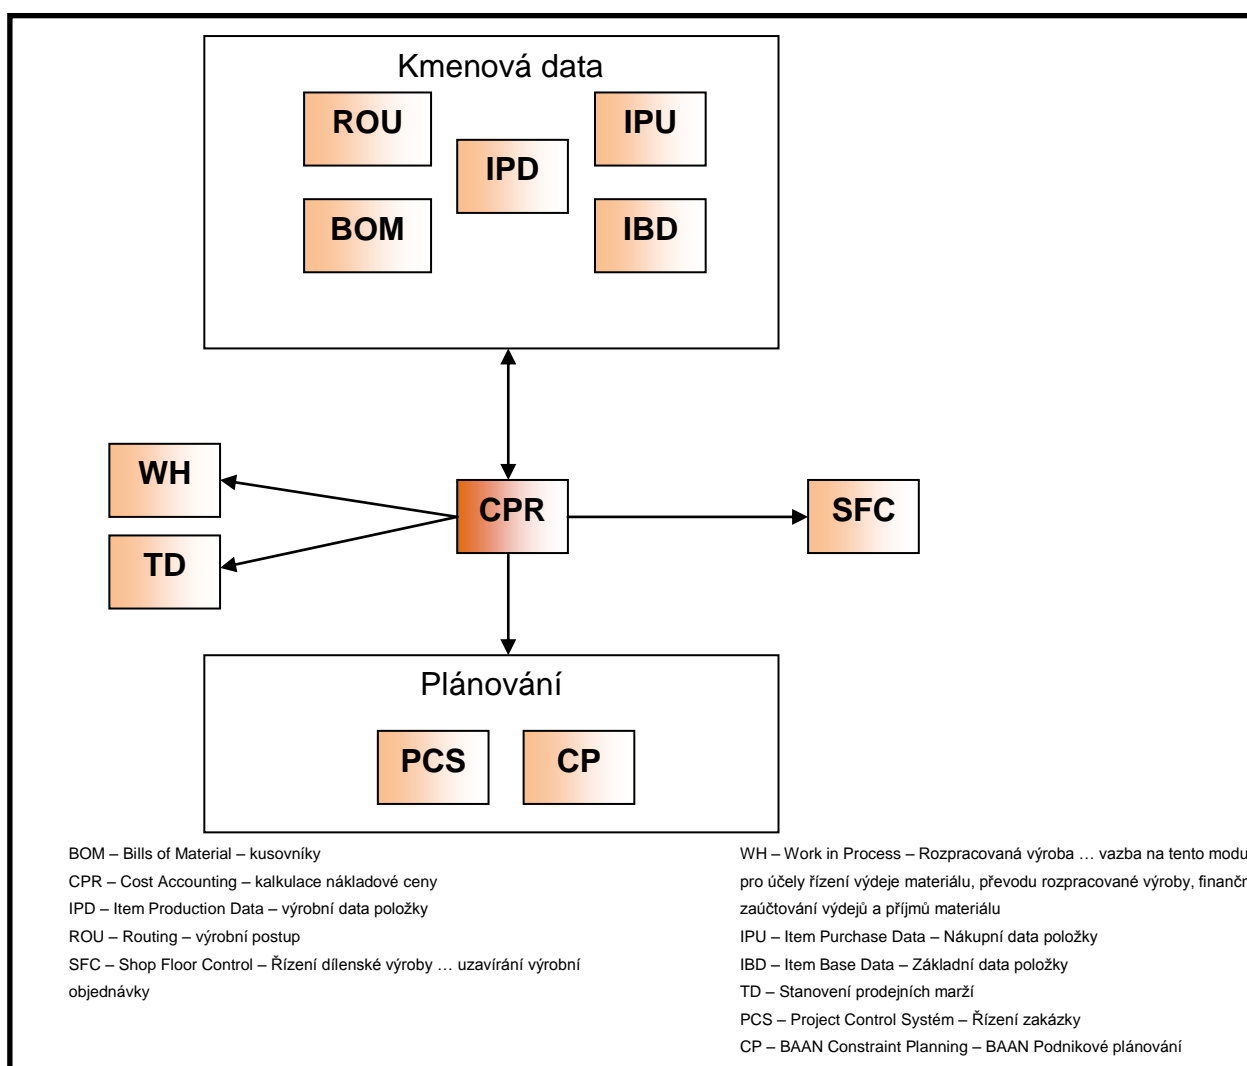 Kmenová data
ROU
IPU
IPD
BOM
IBD
WH
CPR
SFC
TD
Plánování
PCS
CP
BOM – Bills of Material – kusovníky
CPR – Cost Accounting – kalkulace nákladové ceny
IPD – Item Production Data – výrobní data položky
ROU – Routing – výrobní postup
SFC – Shop Floor Control – Řízení dílenské výroby … uzavírání výrobní
objednávky
WH – Work in Process – Rozpracovaná výroba … vazba na tento modu
pro účely řízení výdeje materiálu, převodu rozpracované výroby, finančn
zaúčtování výdejů a příjmů materiálu
IPU – Item Purchase Data – Nákupní data položky
IBD – Item Base Data – Základní data položky
TD – Stanovení prodejních marží
PCS – Project Control Systém – Řízení zakázky
CP – BAAN Constraint Planning – BAAN Podnikové plánování